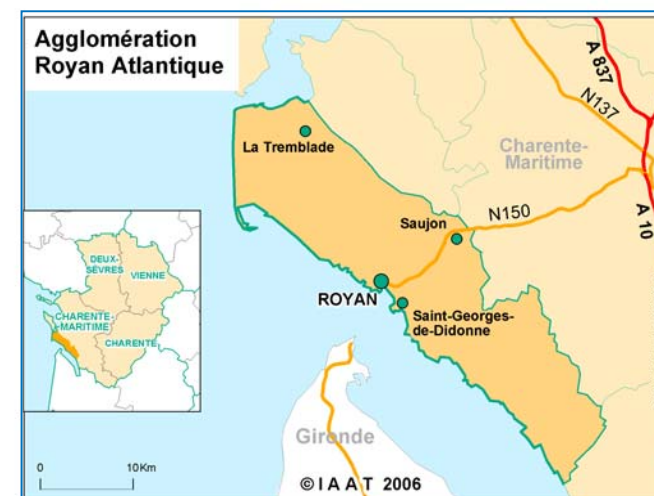 Agglomération
Royan Atlantique
A 837
N137
La Tremblade
Charente-
Maritime
N150
A 10
Saujon
ROYAN
Saint-Georges-
de-Didonne
DEUX-
SÈVRES
VIENNE
CHARENTE-
MARITIME
CHARENTE
Gironde
0
10Km
© I A A T 2006